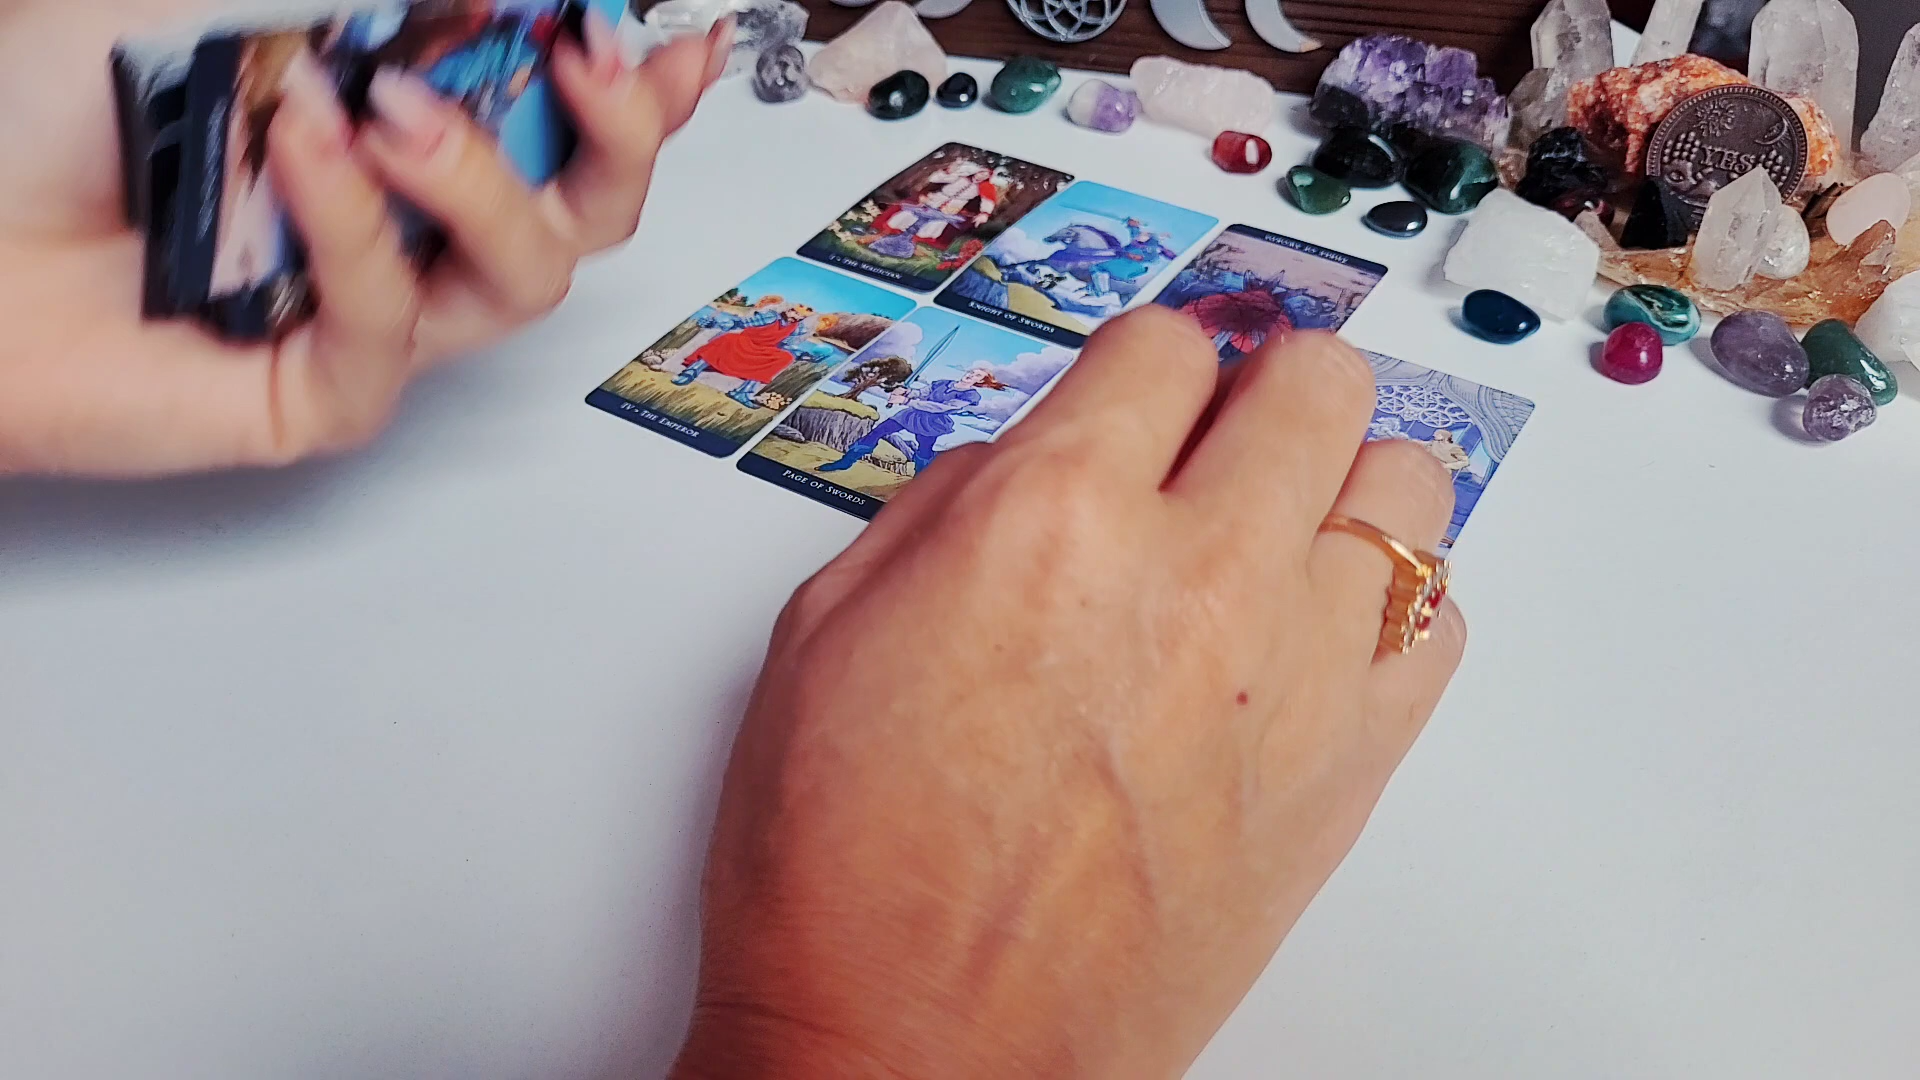 I • THE MAGICIAN
KNIGHT OF SWORDS
IV • THE EMPEROR
PAGE OF SWORDS
YES